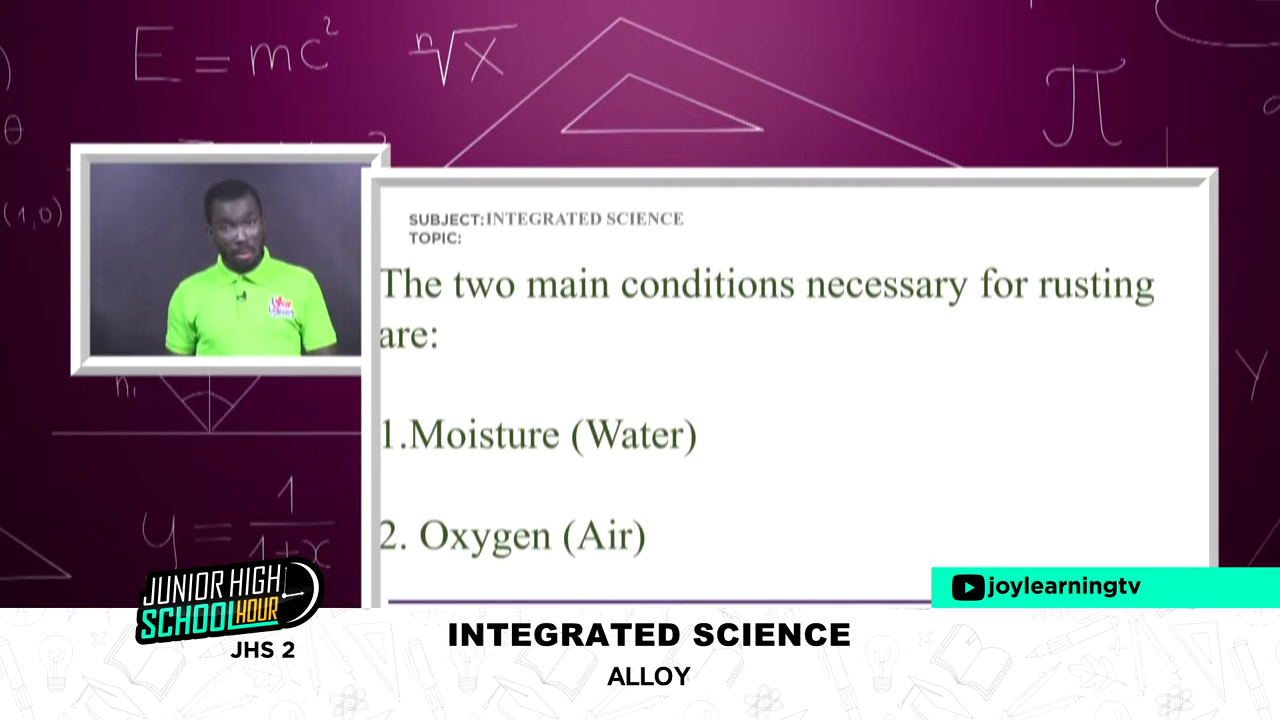 E = mc²
ⁿ√x
π
θ
(1,0)
SUBJECT: INTEGRATED SCIENCE
TOPIC:
The two main conditions necessary for rusting
are:
1.Moisture (Water)
2. Oxygen (Air)
n₁
Y
y = 1/1+x
JUNIOR HIGH
SCHOOL HOUR
JHS 2
joylearningtv
INTEGRATED SCIENCE
ALLOY